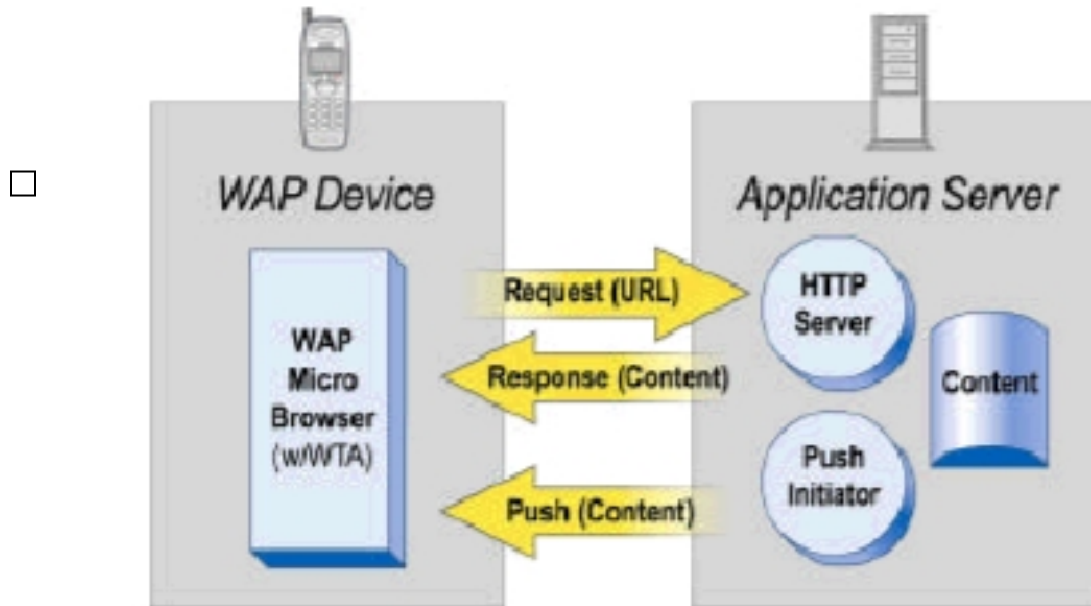 WAP Device
Application Server
Request (URL)
HTTP
Server
WAP
Micro
Browser
(w/WTA)
Response (Content)
Content
Push (Content)
Push
Initiator